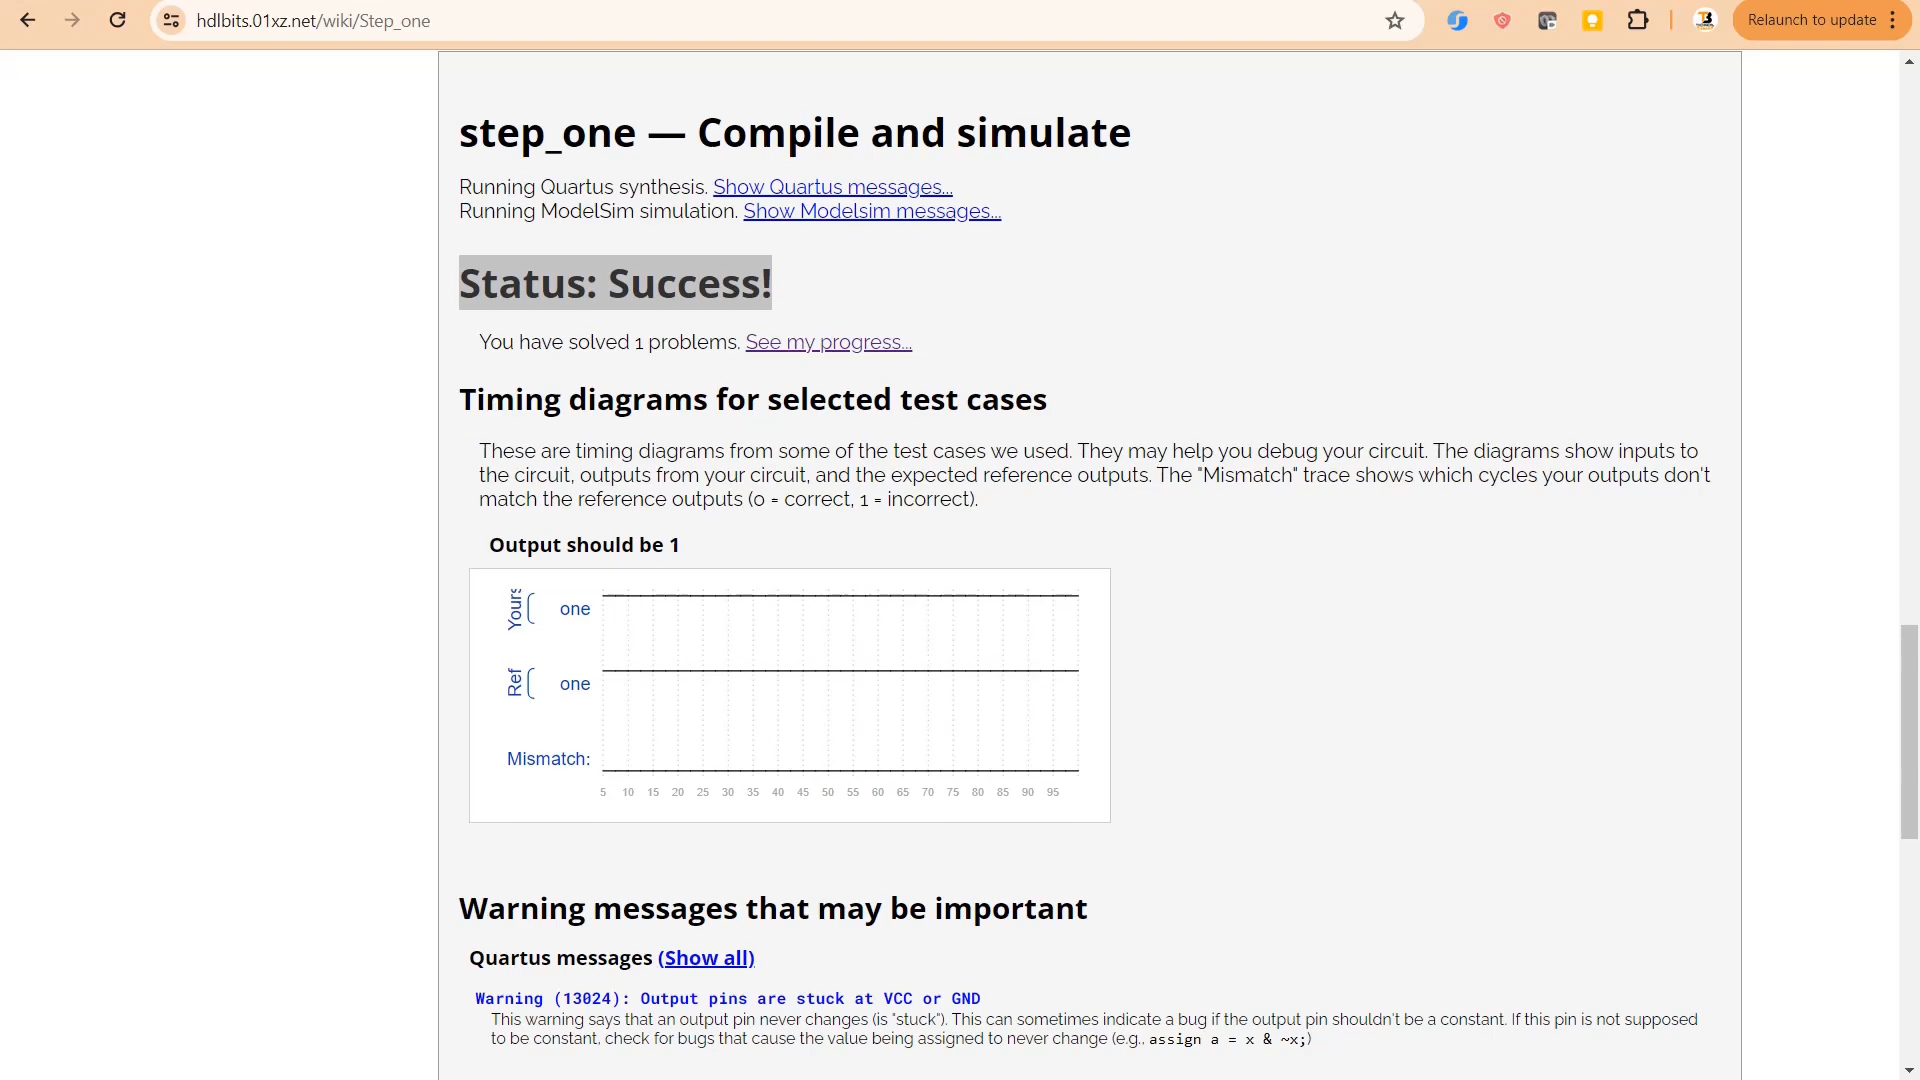 hdlbits.01xz.net/wiki/Step_one
Relaunch to update
step_one — Compile and simulate
Running Quartus synthesis. Show Quartus messages...
Running ModelSim simulation. Show Modelsim messages...
Status: Success!
You have solved 1 problems. See my progress...
Timing diagrams for selected test cases
These are timing diagrams from some of the test cases we used. They may help you debug your circuit. The diagrams show inputs to
the circuit, outputs from your circuit, and the expected reference outputs. The "Mismatch" trace shows which cycles your outputs don't
match the reference outputs (0 = correct, 1 = incorrect).
Output should be 1
Yours one
Ref one
Mismatch:
5 10 15 20 25 30 35 40 45 50 55 60 65 70 75 80 85 90 95
Warning messages that may be important
Quartus messages (Show all)
Warning (13024): Output pins are stuck at VCC or GND
This warning says that an output pin never changes (is "stuck"). This can sometimes indicate a bug if the output pin shouldn't be a constant. If this pin is not supposed
to be constant, check for bugs that cause the value being assigned to never change (e.g., assign a = x & ~x;)